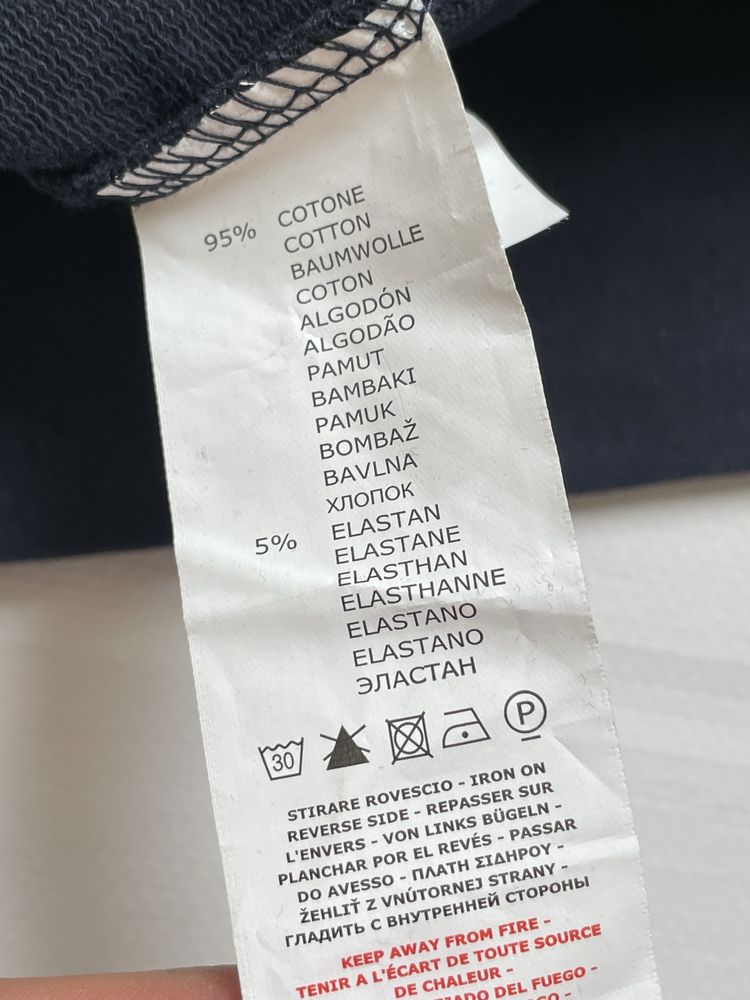 95% COTONE
COTTON
BAUMWOLLE
COTON
ALGODÓN
ALGODÃO
PAMUT
BAMBAKI
PAMUK
BOMBAŽ
BAVLNA
ХЛОПОК
5% ELASTAN
ELASTANE
ELASTHAN
ELASTHANNE
ELASTANO
ELASTANO
ЭЛАСТАН
30 P
STIRARE ROVESCIO - IRON ON
REVERSE SIDE - REPASSER SUR
L'ENVERS - VON LINKS BÜGELN -
PLANCHAR POR EL REVÉS - PASSAR
DO AVESSO - ΠΛΑΤΗ ΣΙΔΗΡΟΥ -
ŽEHLIŤ Z VNÚTORNEJ STRANY -
ГЛАДИТЬ С ВНУТРЕННЕЙ СТОРОНЫ
KEEP AWAY FROM FIRE -
TENIR A L'ÉCART DE TOUTE SOURCE
DE CHALEUR -
DEL FUEGO -